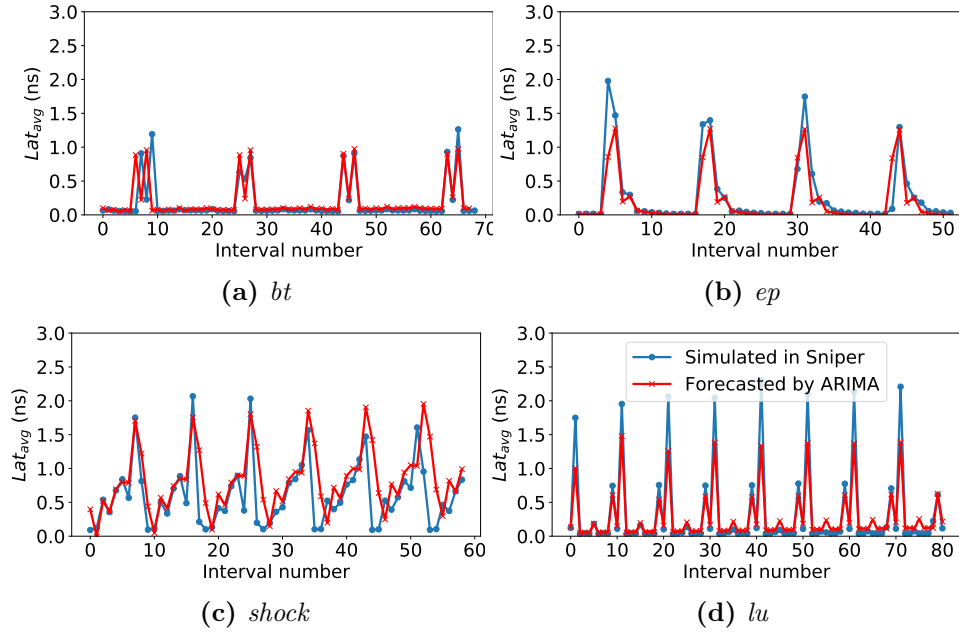 3.0
2.5
2.0
1.5
1.0
0.5
0.0
Lat_avg (ns)
0 10 20 30 40 50 60 70
Interval number
(a) bt
3.0
2.5
2.0
1.5
1.0
0.5
0.0
Lat_avg (ns)
0 10 20 30 40 50
Interval number
(b) ep
3.0
2.5
2.0
1.5
1.0
0.5
0.0
Lat_avg (ns)
0 10 20 30 40 50 60
Interval number
(c) shock
3.0
2.5
2.0
1.5
1.0
0.5
0.0
Lat_avg (ns)
Simulated in Sniper
Forecasted by ARIMA
0 10 20 30 40 50 60 70 80
Interval number
(d) lu